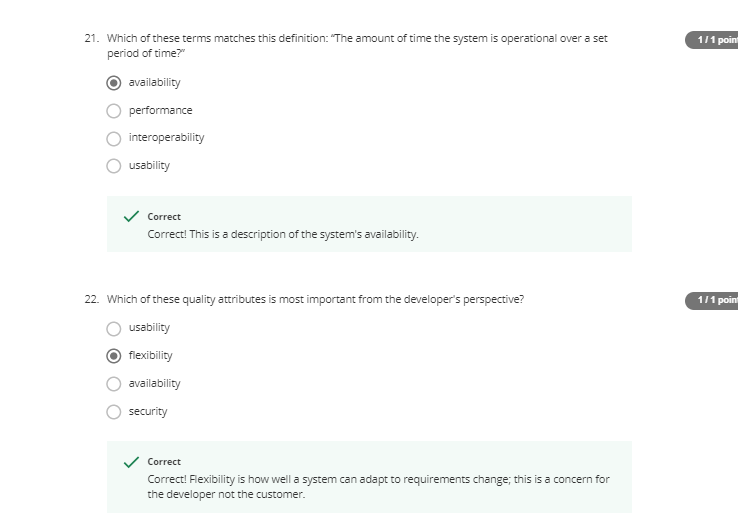 21. Which of these terms matches this definition: "The amount of time the system is operational over a set
period of time?"
1 / 1 point
availability
performance
interoperability
usability
Correct
Correct! This is a description of the system's availability.
22. Which of these quality attributes is most important from the developer's perspective?
1 / 1 point
usability
flexibility
availability
security
Correct
Correct! Flexibility is how well a system can adapt to requirements change; this is a concern for
the developer not the customer.